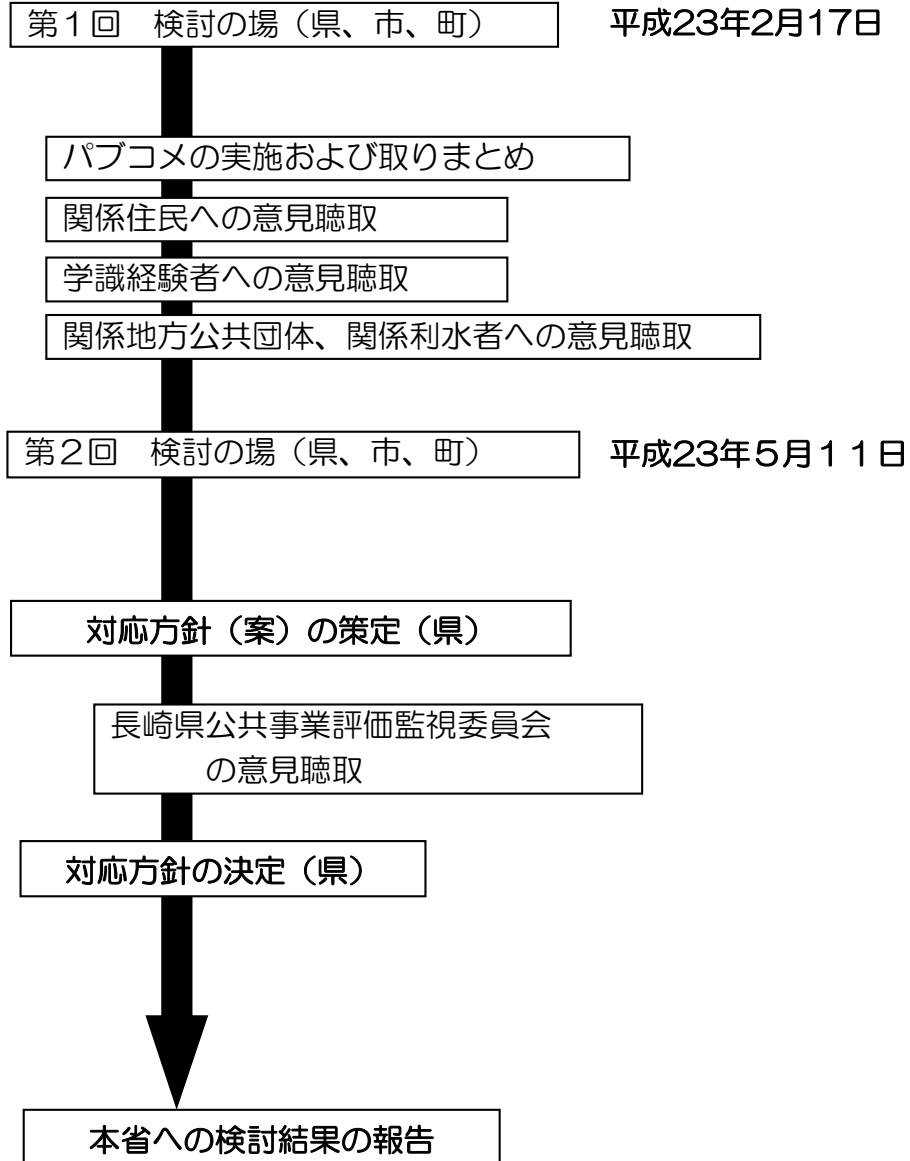 第１回　検討の場（県、市、町）　平成23年2月17日
パブコメの実施および取りまとめ
関係住民への意見聴取
学識経験者への意見聴取
関係地方公共団体、関係利水者への意見聴取
第２回　検討の場（県、市、町）　平成23年５月１１日
対応方針（案）の策定（県）
長崎県公共事業評価監視委員会
の意見聴取
対応方針の決定（県）
本省への検討結果の報告